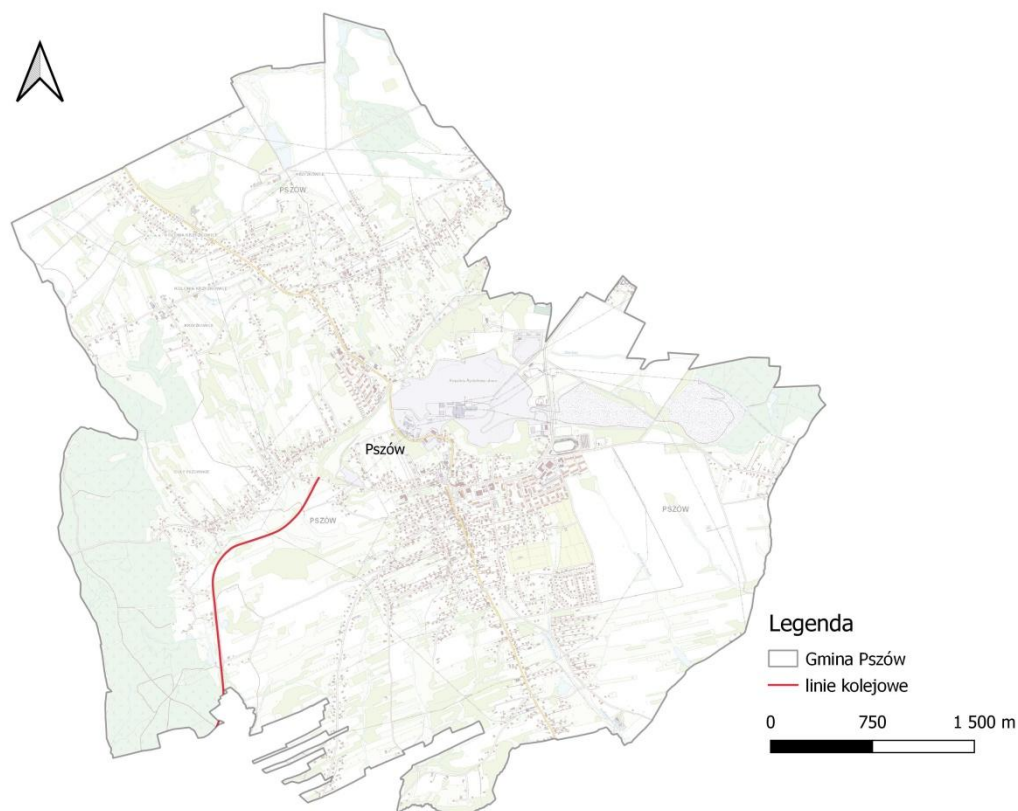 PSZÓW
Pszów
PSZÓW
PSZÓW
Legenda
Gmina Pszów
linie kolejowe
0 750 1 500 m